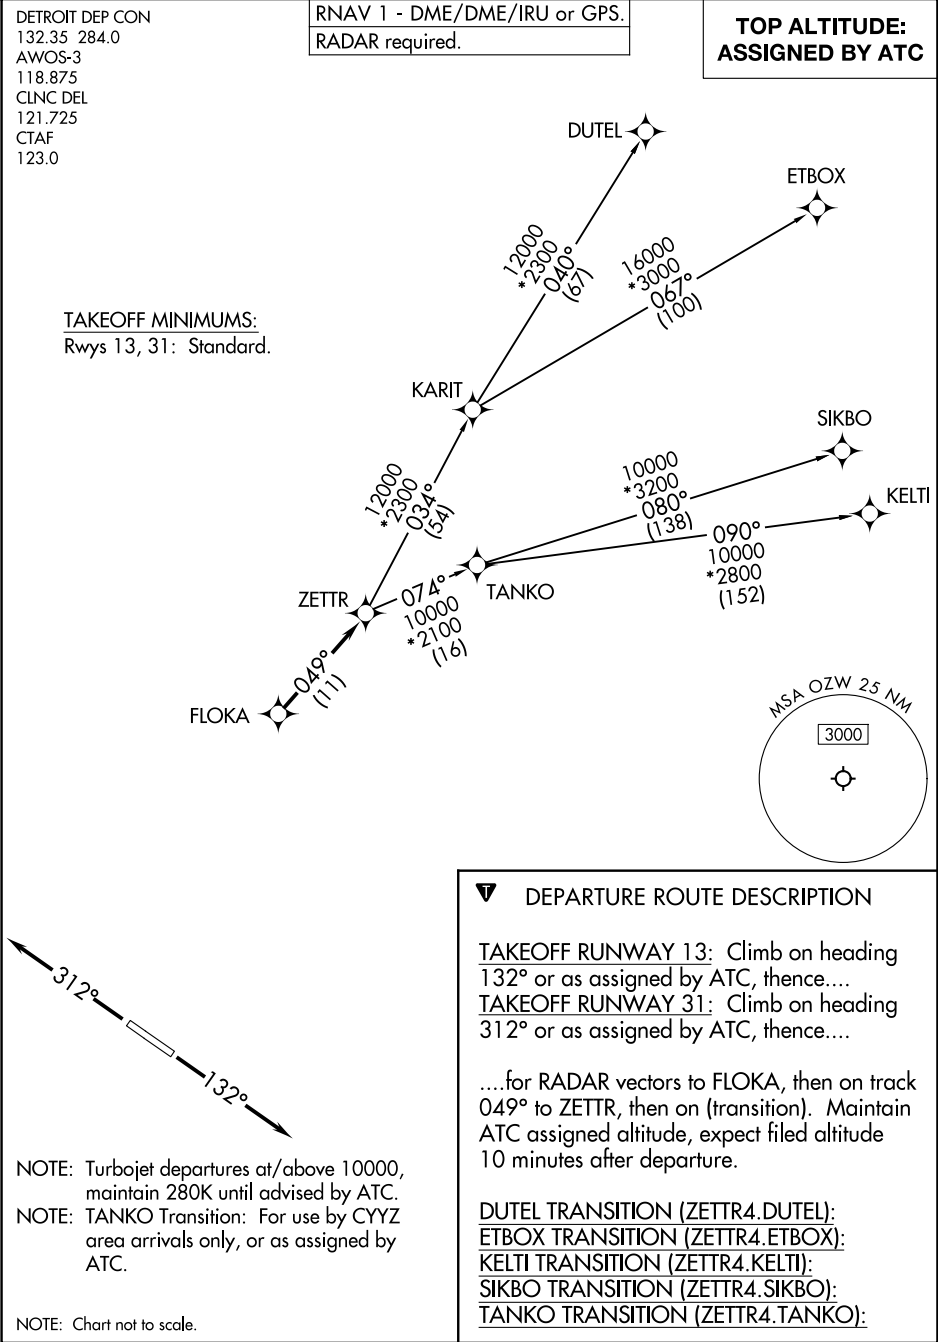 DETROIT DEP CON
132.35 284.0
AWOS-3
118.875
CLNC DEL
121.725
CTAF
123.0
RNAV 1 - DME/DME/IRU or GPS.
RADAR required.
TOP ALTITUDE:
ASSIGNED BY ATC
DUTEL
ETBOX
12000
*2300
040°
(67)
16000
*3000
067°
(100)
TAKEOFF MINIMUMS:
Rwys 13, 31: Standard.
KARIT
SIKBO
12000
*2300
034°
(54)
10000
*3200
080°
(138)
KELTI
090°
10000
*2800
(152)
ZETTR
074°
10000
*2100
(16)
TANKO
049°
(11)
FLOKA
MSA OZW 25 NM
3000
312°
132°
T DEPARTURE ROUTE DESCRIPTION
TAKEOFF RUNWAY 13: Climb on heading
132° or as assigned by ATC, thence....
TAKEOFF RUNWAY 31: Climb on heading
312° or as assigned by ATC, thence....
....for RADAR vectors to FLOKA, then on track
049° to ZETTR, then on (transition). Maintain
ATC assigned altitude, expect filed altitude
10 minutes after departure.
DUTEL TRANSITION (ZETTR4.DUTEL):
ETBOX TRANSITION (ZETTR4.ETBOX):
KELTI TRANSITION (ZETTR4.KELTI):
SIKBO TRANSITION (ZETTR4.SIKBO):
TANKO TRANSITION (ZETTR4.TANKO):
NOTE: Turbojet departures at/above 10000,
maintain 280K until advised by ATC.
NOTE: TANKO Transition: For use by CYYZ
area arrivals only, or as assigned by
ATC.
NOTE: Chart not to scale.